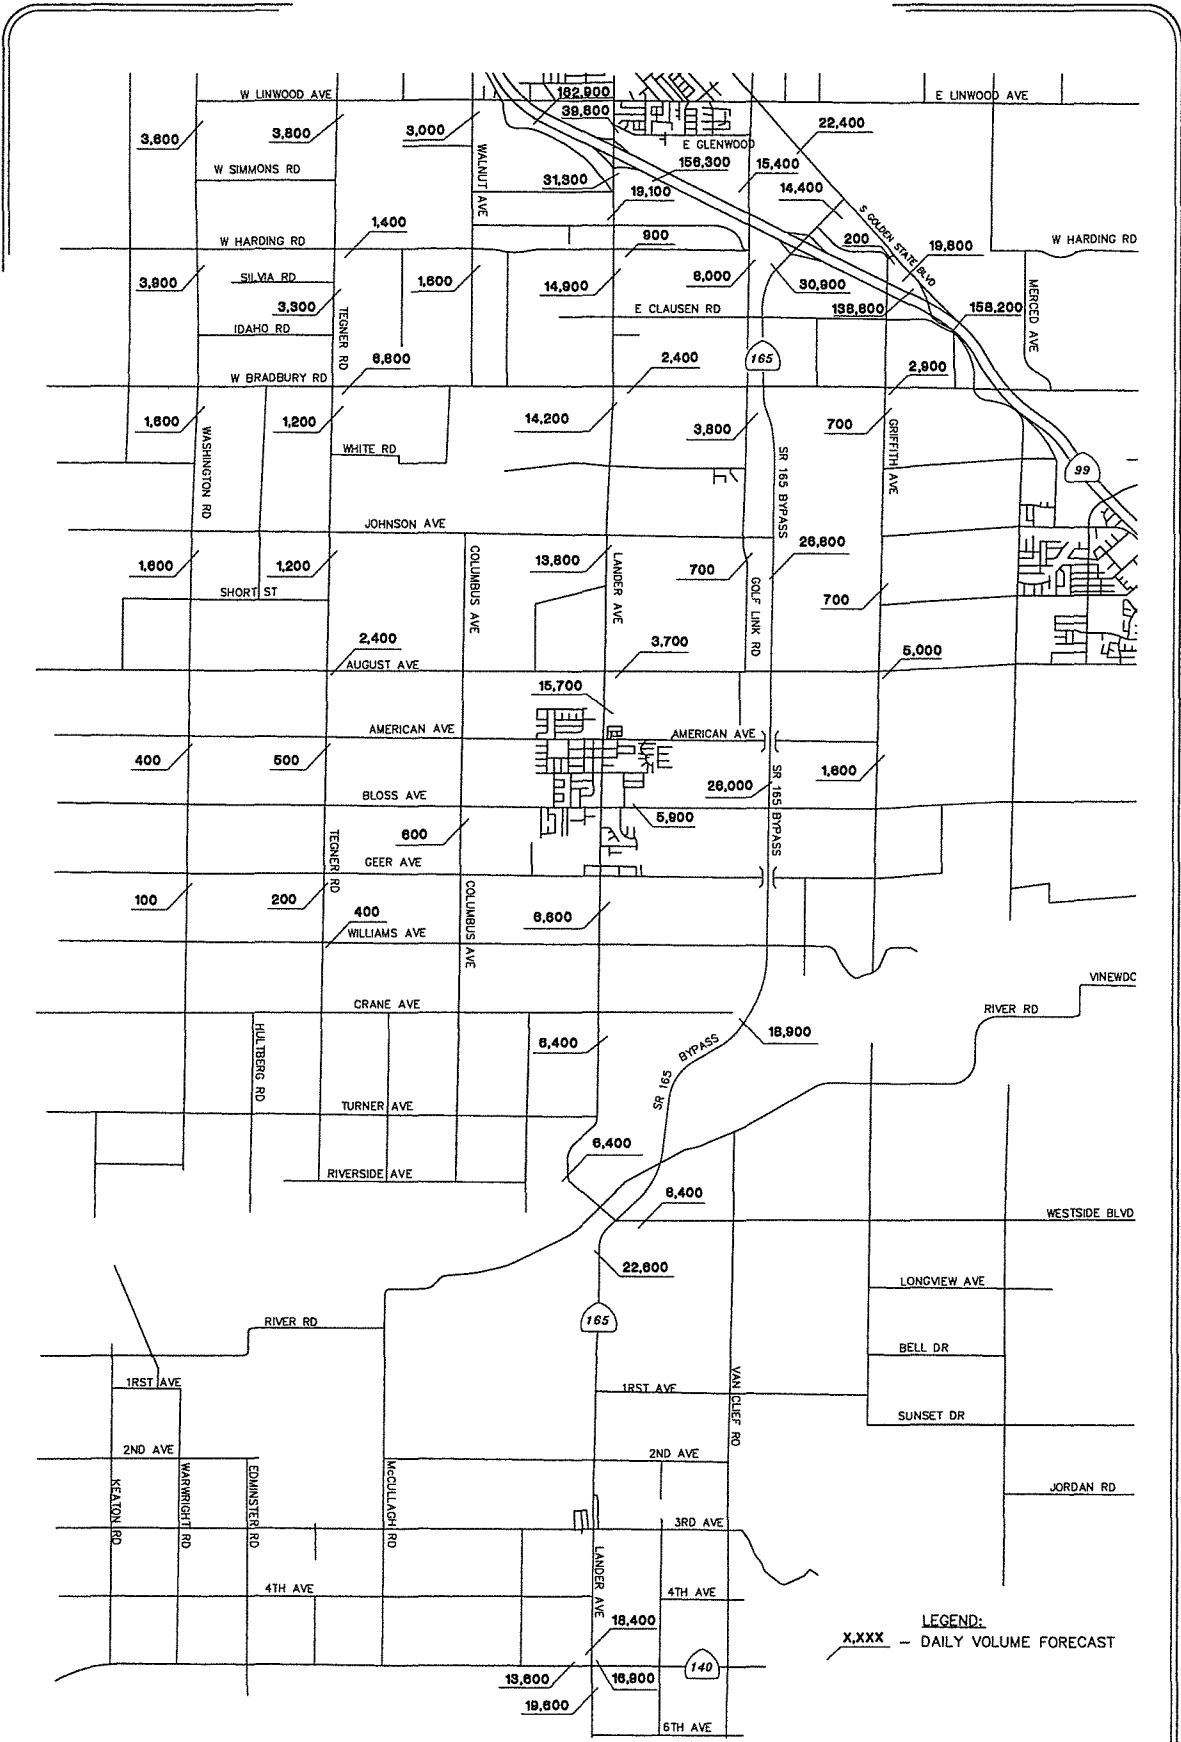 W LINWOOD AVE
182,900
E LINWOOD AVE
39,800
3,600
3,800
3,000
22,400
E GLENWOOD
WALNUT AVE
156,300
15,400
W SIMMONS RD
31,300
19,100
14,400
S GOLDEN STATE BLVD
1,400
900
200
19,800
W HARDING RD
W HARDING RD
3,900
SILVIA RD
1,600
14,900
8,000
30,900
138,800
MERCED AVE
3,300
E CLAUSEN RD
158,200
TEGNER RD
IDAHO RD
6,800
2,400
165
2,900
W BRADBURY RD
1,600
1,200
14,200
3,800
700
WASHINGTON RD
WHITE RD
SR 165 BYPASS
GRIFFITH AVE
99
JOHNSON AVE
1,600
1,200
COLUMBUS AVE
13,800
LANDER AVE
700
26,800
GOLF LINK RD
700
SHORT ST
2,400
3,700
5,000
AUGUST AVE
15,700
AMERICAN AVE
AMERICAN AVE
400
500
SR 165 BYPASS
1,600
26,000
BLOSS AVE
600
5,900
TEGNER RD
GEER AVE
100
200
COLUMBUS AVE
400
6,600
WILLIAMS AVE
VINEWDC
CRANE AVE
RIVER RD
HULTBERG RD
6,400
18,900
SR 165 BYPASS
TURNER AVE
6,400
RIVERSIDE AVE
6,400
WESTSIDE BLVD
22,600
LONGVIEW AVE
165
RIVER RD
BELL DR
1RST AVE
1RST AVE
VAN CLIEF RD
SUNSET DR
2ND AVE
2ND AVE
KEATON RD
WARWRIGHT RD
EDMINSTER RD
McCULLAGH RD
JORDAN RD
3RD AVE
LANDER AVE
4TH AVE
4TH AVE
18,400
LEGEND:
X,XXX – DAILY VOLUME FORECAST
140
13,600
16,900
19,600
6TH AVE